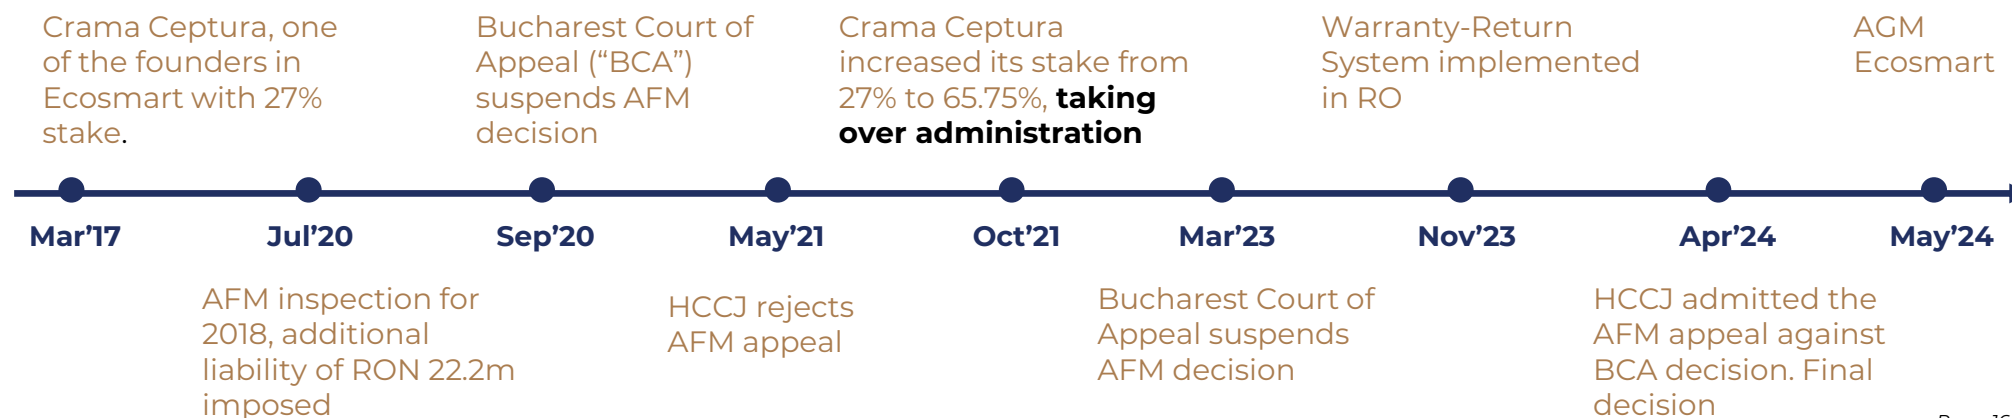 Crama Ceptura, one
of the founders in
Ecosmart with 27%
stake.
Bucharest Court of
Appeal (“BCA”)
suspends AFM
decision
Crama Ceptura
increased its stake from
27% to 65.75%, taking
over administration
Warranty-Return
System implemented
in RO
AGM
Ecosmart
Mar’17
Jul’20
Sep’20
May’21
Oct’21
Mar’23
Nov’23
Apr’24
May’24
AFM inspection for
2018, additional
liability of RON 22.2m
imposed
HCCJ rejects
AFM appeal
Bucharest Court of
Appeal suspends
AFM decision
HCCJ admitted the
AFM appeal against
BCA decision. Final
decision